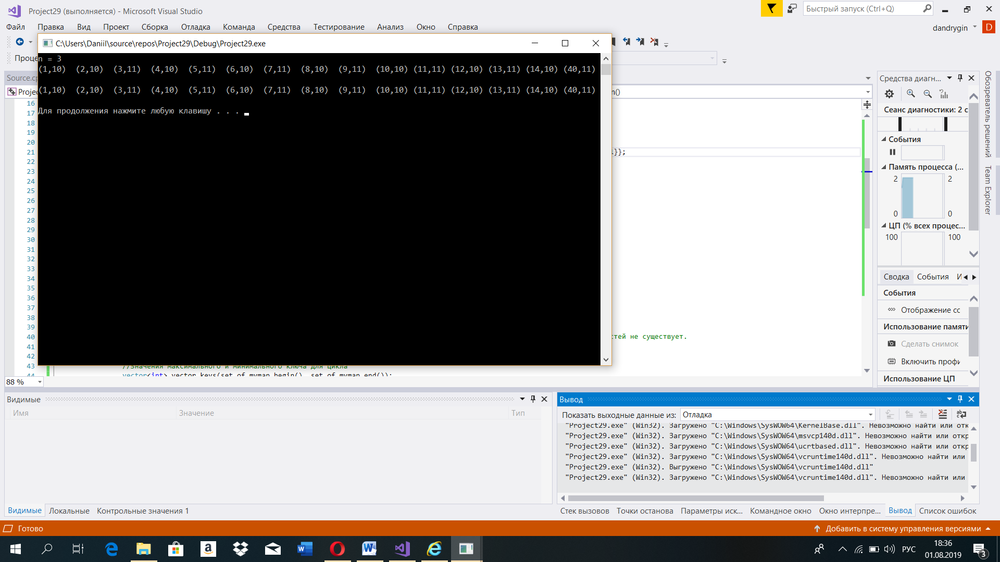 Project29 (выполняется) - Microsoft Visual Studio
Быстрый запуск (Ctrl+Q)
Файл Правка Вид Проект Сборка Отладка Команда Средства Тестирование Анализ Окно Справка
dandrygin D
C:\Users\Daniil\source\repos\Project29\Debug\Project29.exe
Процес
n = 3
(1,10) (2,10) (3,11) (4,10) (5,11) (6,10) (7,11) (8,10) (9,11) (10,10) (11,11) (12,10) (13,11) (14,10) (40,11)
(1,10) (2,10) (3,11) (4,10) (5,11) (6,10) (7,11) (8,10) (9,11) (10,10) (11,11) (12,10) (13,11) (14,10) (40,11)
Для продолжения нажмите любую клавишу . . .
Source.cp
Projec
n()
16
17
18
19
20
21
}};
22
23
24
25
26
27
28
29
30
31
32
33
34
35
36
37
38
39
40
стей не существует.
41
42
43
//Значения максимального и минимального ключа для цикла
44
vector<int> vector_keys(set_of_mymap.begin(), set_of_mymap.end());
88 %
Средства диагн...
Сеанс диагностики: 2 с
События
Память процесса (...
2 2
0 0
ЦП (% всех процес...
100 100
Сводка События И
События
Отображение сс
Использование памяти
Сделать снимок
Включить профи
Использование ЦП
Обозреватель решений
Team Explorer
Видимые
Имя Значение Тип
Видимые Локальные Контрольные значения 1
Вывод
Показать выходные данные из: Отладка
"Project29.exe" (Win32). Загружено "C:\Windows\SysWOW64\KernelBase.dll". Невозможно найти или отк
"Project29.exe" (Win32). Загружено "C:\Windows\SysWOW64\msvcp140d.dll". Невозможно найти или откр
"Project29.exe" (Win32). Загружено "C:\Windows\SysWOW64\ucrtbased.dll". Невозможно найти или откр
"Project29.exe" (Win32). Загружено "C:\Windows\SysWOW64\vcruntime140d.dll". Невозможно найти или
"Project29.exe" (Win32). Выгружено "C:\Windows\SysWOW64\vcruntime140d.dll"
"Project29.exe" (Win32). Загружено "C:\Windows\SysWOW64\vcruntime140d.dll". Невозможно найти или
Стек вызовов Точки останова Параметры иск... Командное окно Окно интерпре... Вывод Список ошибок
Готово
Добавить в систему управления версиями
РУС
18:36
01.08.2019
3